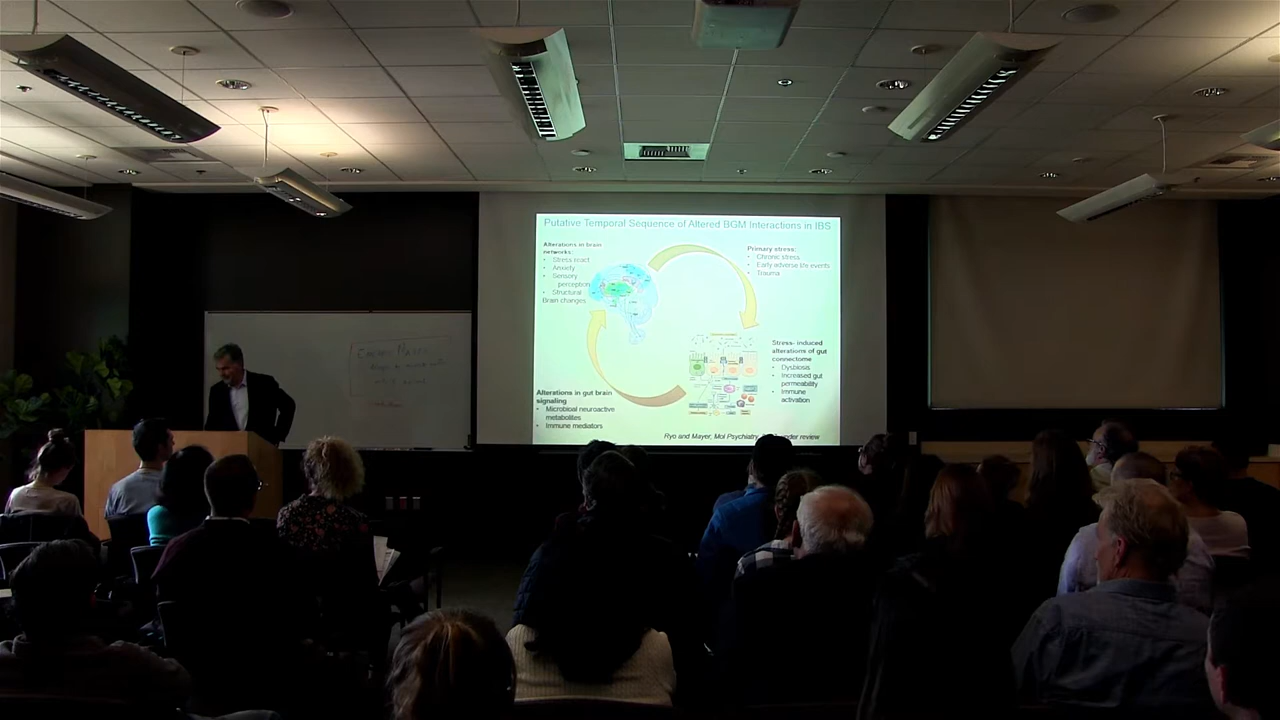 Putative Temporal Sequence of Altered BGM Interactions in IBS
Alterations in brain
networks:
• Stress react
• Anxiety
• Sensory
perception
• Structural
Brain changes
Primary stress:
• Chronic stress
• Early adverse life events
• Trauma
Stress- induced
alterations of gut
connectome
• Dysbiosis
• Increased gut
permeability
• Immune
activation
Alterations in gut brain
signaling
• Microbioial neuroactive
metabolites
• Immune mediators
Ryo and Mayer, Mol Psychiatry, under review